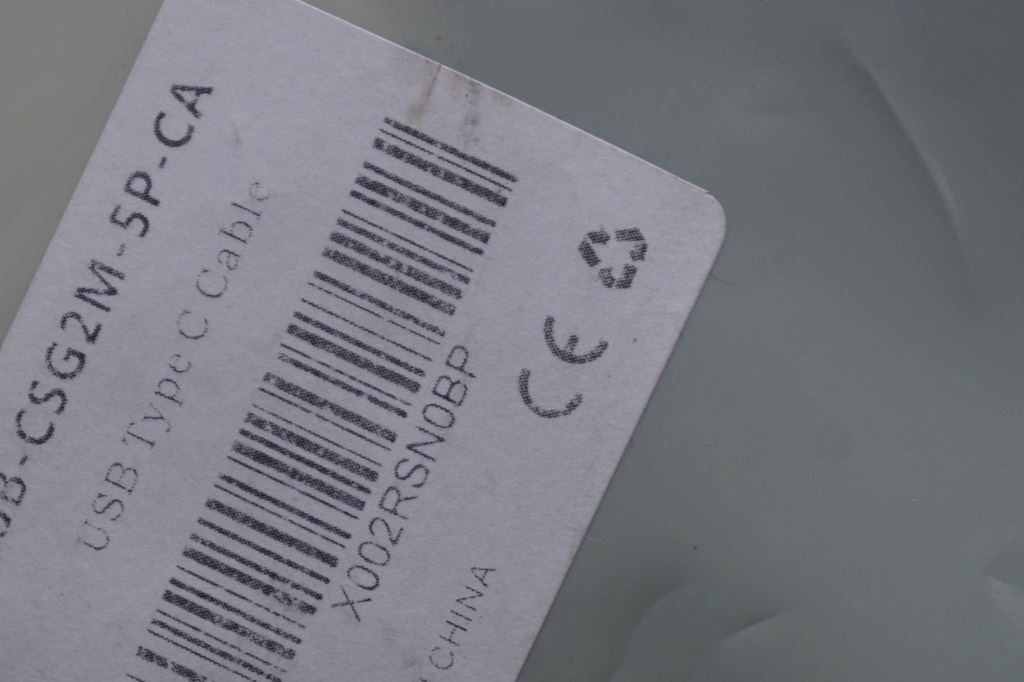 B-CSG2M-5P-CA
USB Type C Cable
X002RSN0BP
CE
CHINA